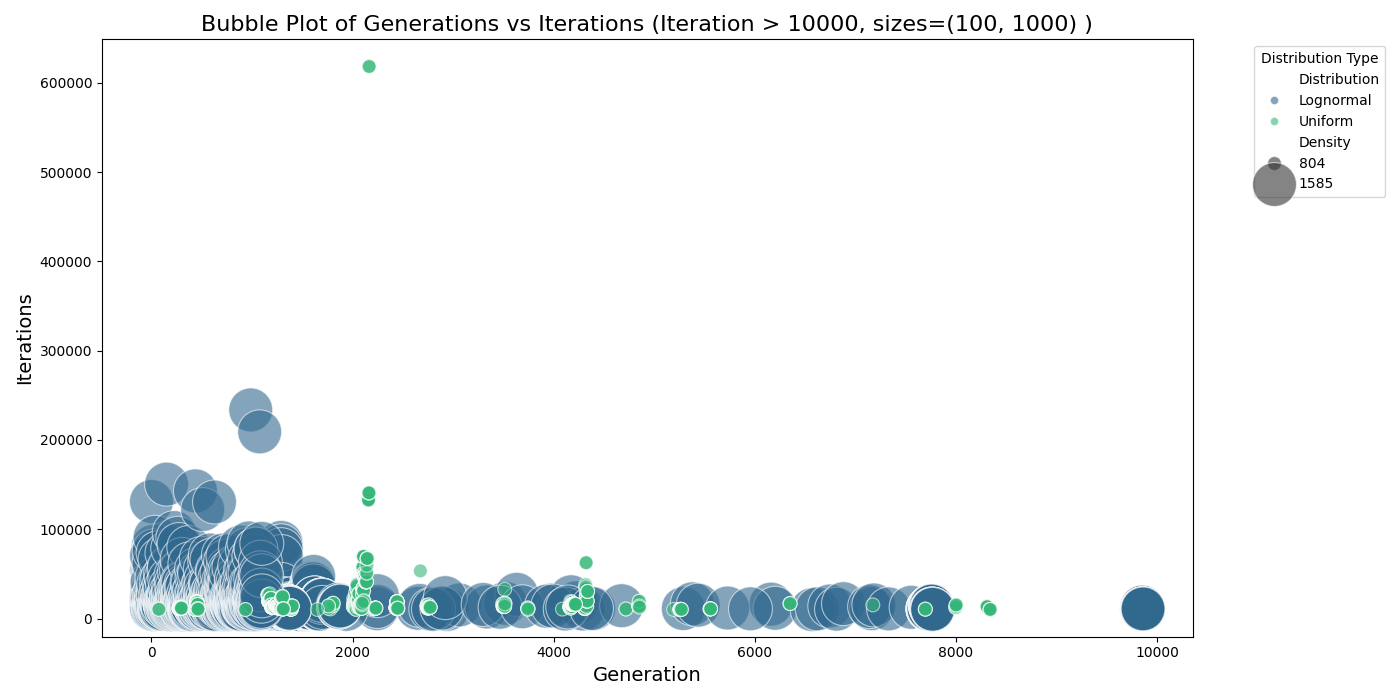 Bubble Plot of Generations vs Iterations (Iteration > 10000, sizes=(100, 1000) )
Iterations
600000
500000
400000
300000
200000
100000
0
0
2000
4000
6000
8000
10000
Generation
Distribution Type
Distribution
Lognormal
Uniform
Density
804
1585